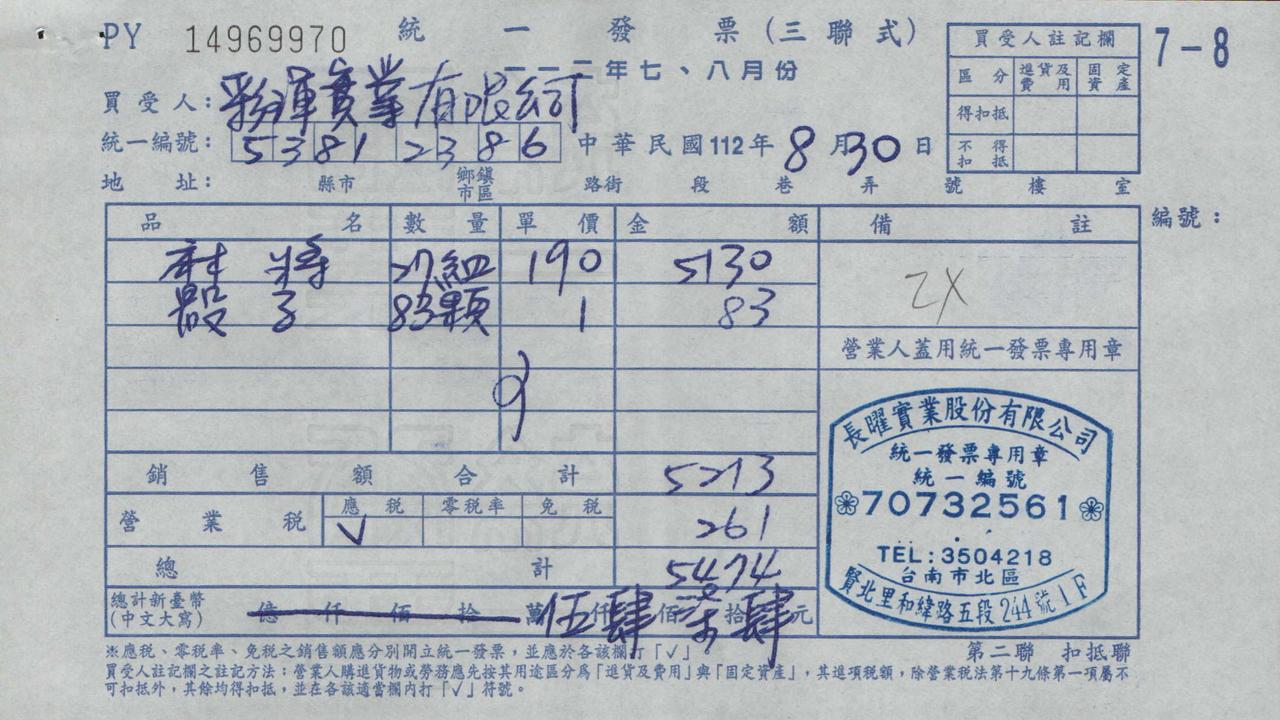 PY 14969970 統一發票(三聯式) 7-8
一一二年七、八月份
買受人:彩渾實業有限公司
統一編號:53812386 中華民國112年8月30日
地址: 縣市 鄉鎮市區 路街 段 巷 弄 號 樓 室
買受人註記欄
區分 進貨及費用 固定資產
得扣抵
不得扣抵
品名 數量 單價 金額 備註 編號:
麻將 27組 190 5130 ZX
骰子 83顆 1 83
營業人蓋用統一發票專用章
銷售額合計 5213
營業稅 應稅 零稅率 免稅 261
✓
總計 5474
總計新臺幣(中文大寫) 億仟佰拾萬伍仟肆佰柒拾肆元
長曜實業股份有限公司
統一發票專用章
統一編號
70732561
TEL:3504218
台南市北區
賢北里和緯路五段244號1F
※應稅、零稅率、免稅之銷售額應分別開立統一發票,並應於各該欄打「✓」
第二聯 扣抵聯
買受人註記欄之註記方法:營業人購進貨物或勞務應先按其用途區分為「進貨及費用」與「固定資產」,其進項稅額,除營業稅法第十九條第一項屬不
可扣抵外,其餘均得扣抵,並在各該適當欄內打「✓」符號。